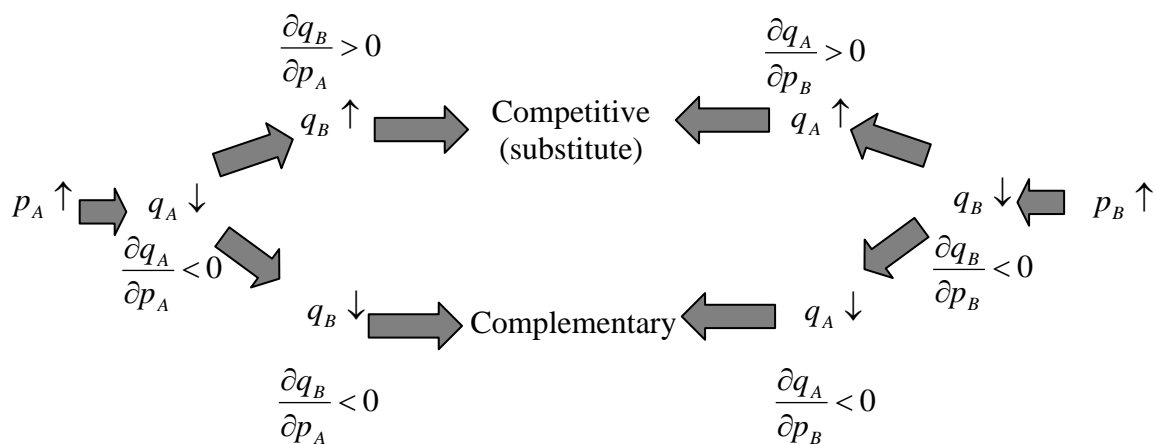 ∂q_B/∂p_A > 0
∂q_A/∂p_B > 0
q_B ↑
Competitive
(substitute)
q_A ↑
p_A ↑
q_A ↓
q_B ↓
p_B ↑
∂q_A/∂p_A < 0
∂q_B/∂p_B < 0
q_B ↓
Complementary
q_A ↓
∂q_B/∂p_A < 0
∂q_A/∂p_B < 0